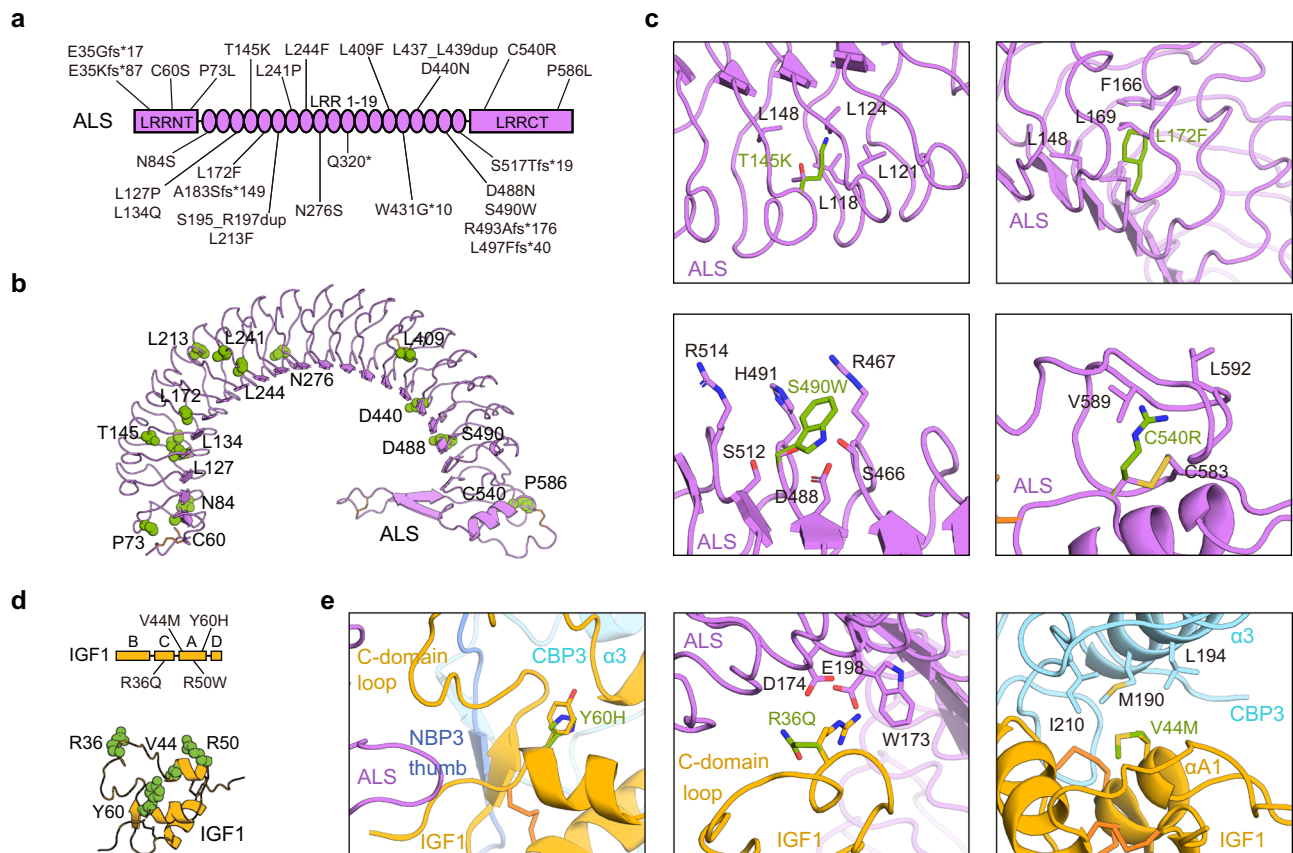 a
E35Gfs*17
E35Kfs*87
C60S
P73L
T145K
L241P
L244F
L409F
L437_L439dup
D440N
C540R
P586L
LRR 1-19
ALS
LRRNT
LRRCT
N84S
L127P
L134Q
L172F
A183Sfs*149
S195_R197dup
L213F
N276S
Q320*
W431G*10
S517Tfs*19
D488N
S490W
R493Afs*176
L497Ffs*40
b
L213
L241
L409
L244
N276
L172
D440
T145
L134
D488
S490
L127
C540
P586
N84
ALS
P73
C60
c
L148
L124
T145K
L121
L118
ALS
F166
L169
L148
L172F
ALS
R514
H491
R467
S490W
S512
S466
D488
ALS
L592
V589
C540R
C583
ALS
d
V44M
Y60H
B
C
A
D
IGF1
R36Q
R50W
R36
V44
R50
Y60
IGF1
e
C-domain
loop
CBP3
α3
Y60H
NBP3
thumb
ALS
IGF1
ALS
E198
D174
R36Q
W173
C-domain
loop
IGF1
α3
L194
M190
I210
CBP3
V44M
αA1
IGF1